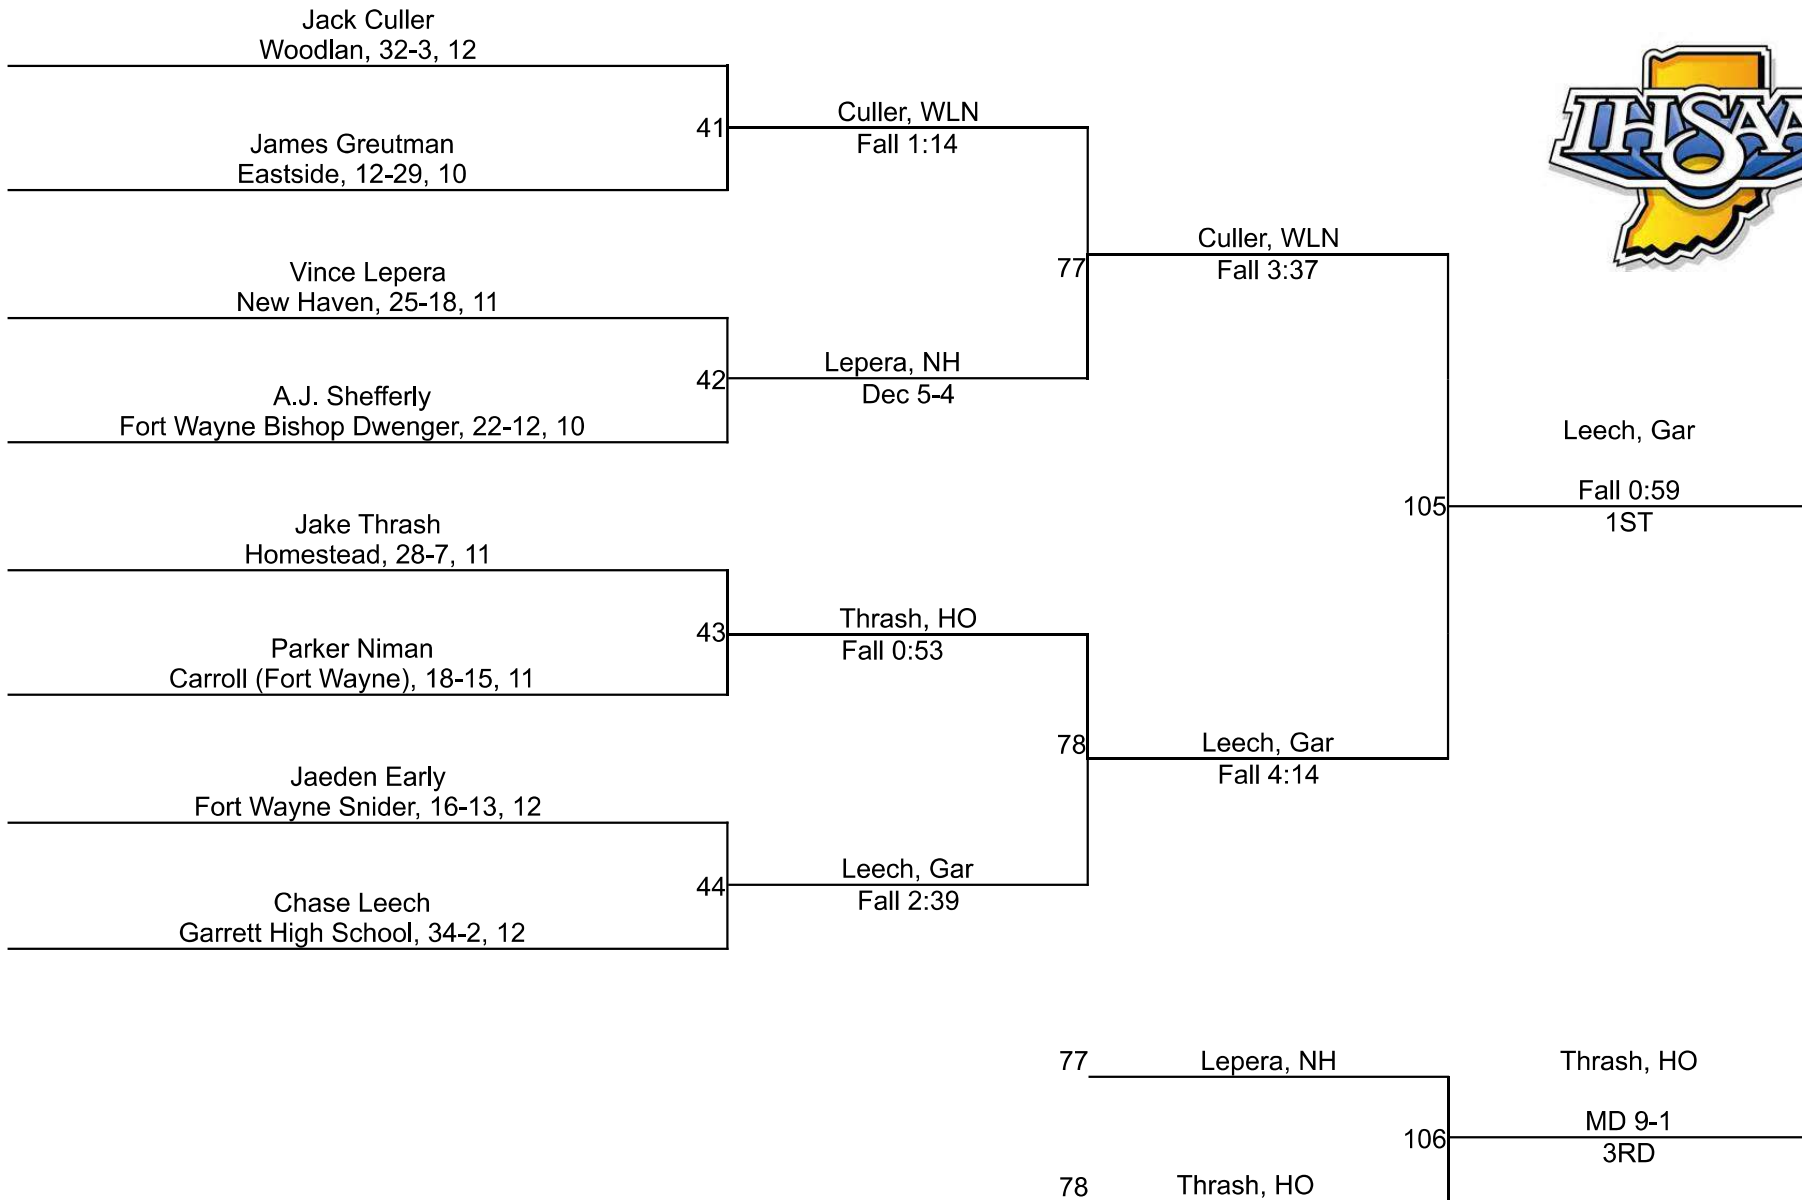 Jack Culler
Woodlan, 32-3, 12
41
James Greutman
Eastside, 12-29, 10
Culler, WLN
Fall 1:14
Vince Lepera
New Haven, 25-18, 11
42
A.J. Shefferly
Fort Wayne Bishop Dwenger, 22-12, 10
Lepera, NH
Dec 5-4
77
Culler, WLN
Fall 3:37
Jake Thrash
Homestead, 28-7, 11
43
Parker Niman
Carroll (Fort Wayne), 18-15, 11
Thrash, HO
Fall 0:53
Jaeden Early
Fort Wayne Snider, 16-13, 12
44
Chase Leech
Garrett High School, 34-2, 12
Leech, Gar
Fall 2:39
78
Leech, Gar
Fall 4:14
105
Leech, Gar
Fall 0:59
1ST
IHSAA
77
Lepera, NH
78
Thrash, HO
106
Thrash, HO
MD 9-1
3RD